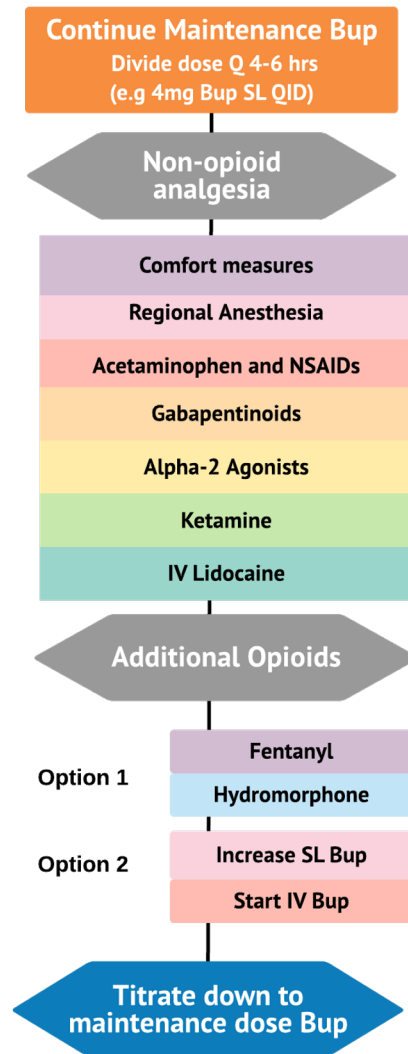 Continue Maintenance Bup
Divide dose Q 4-6 hrs
(e.g 4mg Bup SL QID)
Non-opioid
analgesia
Comfort measures
Regional Anesthesia
Acetaminophen and NSAIDs
Gabapentinoids
Alpha-2 Agonists
Ketamine
IV Lidocaine
Additional Opioids
Option 1
Fentanyl
Hydromorphone
Option 2
Increase SL Bup
Start IV Bup
Titrate down to
maintenance dose Bup